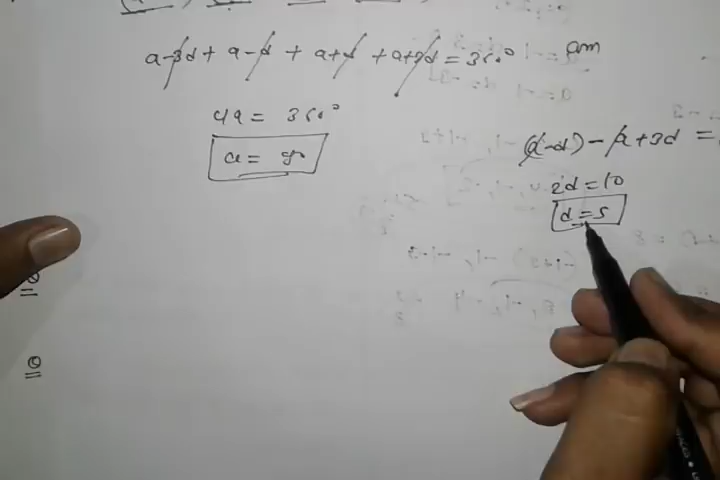 a-3d + a-d + a+d + a+3d = 360°
4a = 360°
a = 90
(a-d) - a+3d =
2d = 10
d = 5
Q
Q